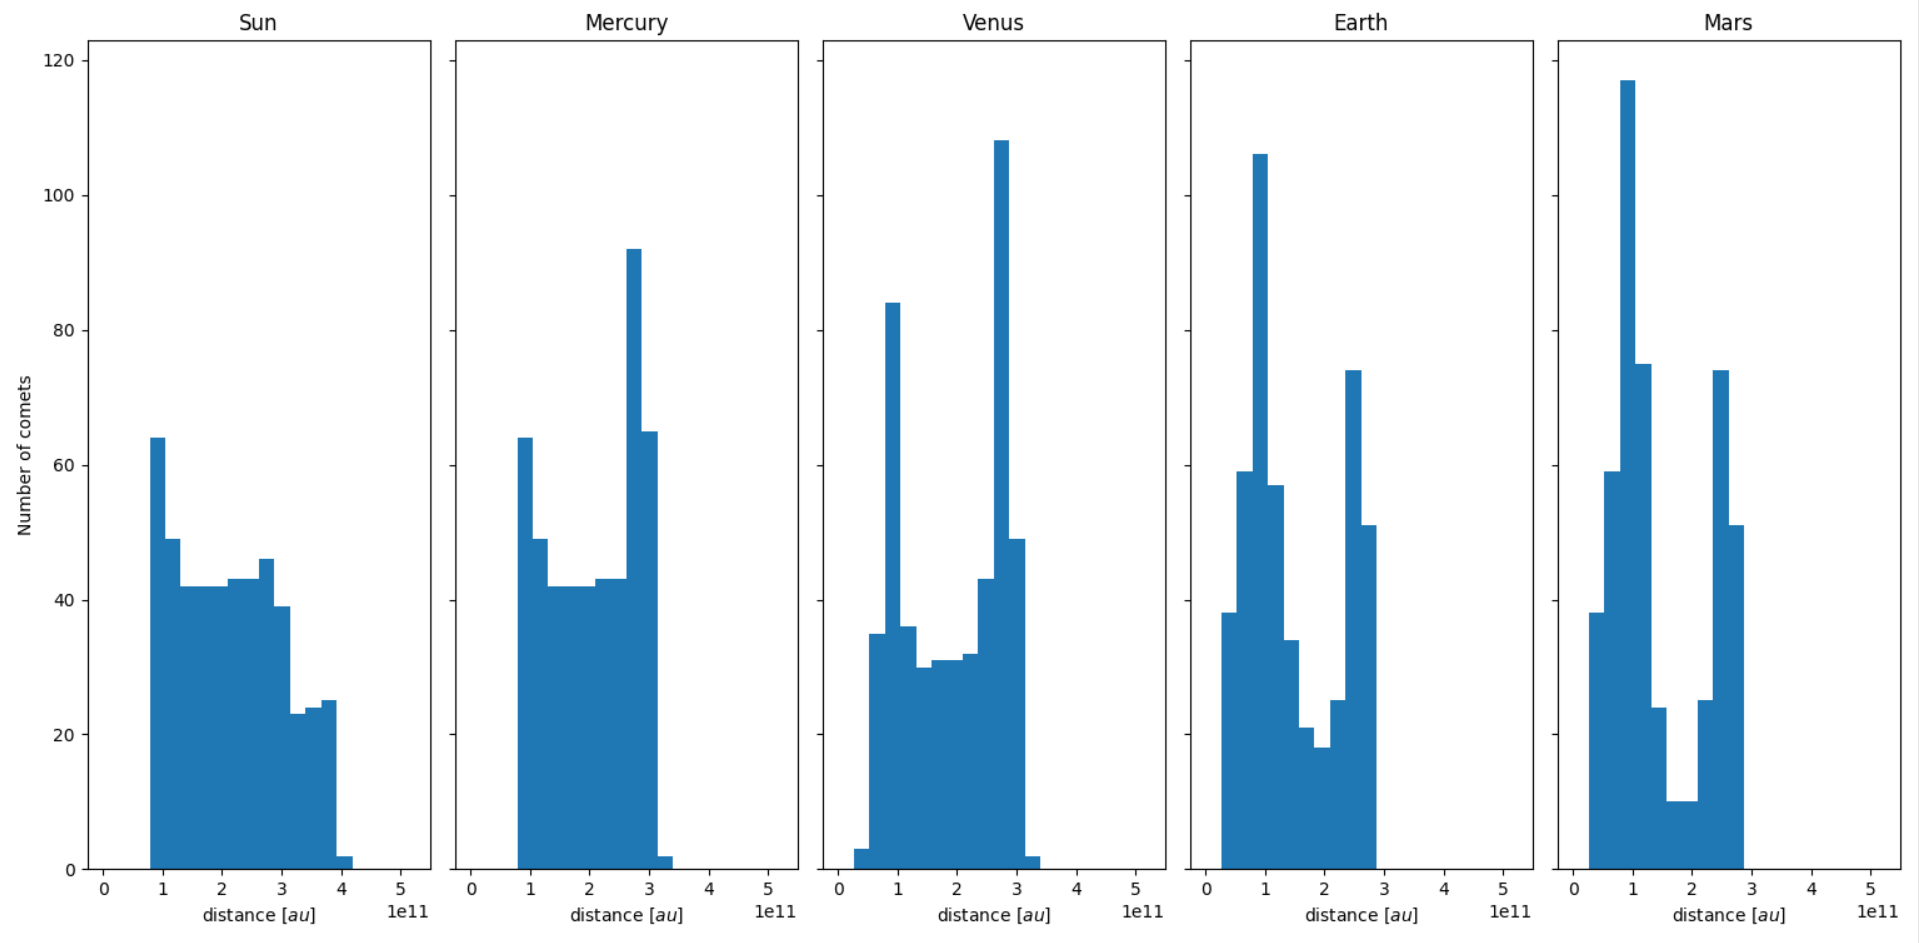 Sun Mercury Venus Earth Mars
120
100
80
60
40
20
0
Number of comets
0 1 2 3 4 5 0 1 2 3 4 5 0 1 2 3 4 5 0 1 2 3 4 5 0 1 2 3 4 5
distance [au] 1e11 distance [au] 1e11 distance [au] 1e11 distance [au] 1e11 distance [au] 1e11